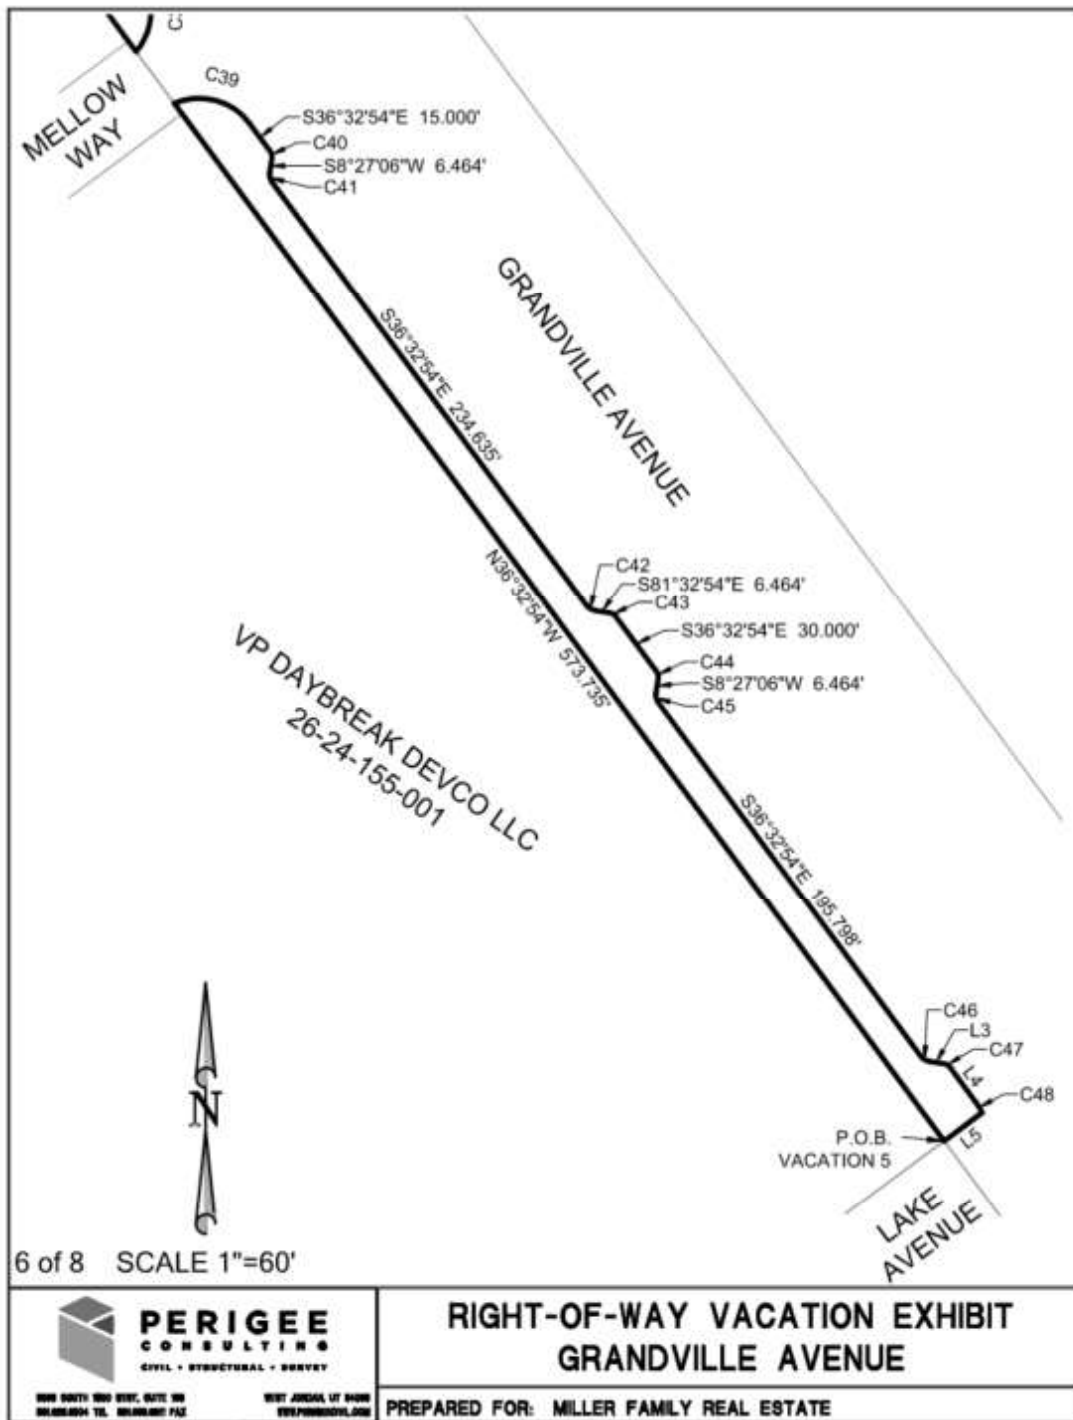 C39
MELLOW
WAY
S36°32'54"E 15.000'
C40
S8°27'06"W 6.464'
C41
GRANDVILLE AVENUE
S36°32'54"E 234.635'
N36°32'54"W 573.735'
C42
S81°32'54"E 6.464'
C43
S36°32'54"E 30.000'
C44
S8°27'06"W 6.464'
C45
VP DAYBREAK DEVCO LLC
26-24-155-001
S36°32'54"E 195.798'
C46
L3
C47
L4
C48
L5
P.O.B.
VACATION 5
LAKE
AVENUE
N
6 of 8 SCALE 1"=60'
PERIGEE
CONSULTING
CIVIL • STRUCTURAL • SURVEY
WEST JORDAN, UT
RIGHT-OF-WAY VACATION EXHIBIT
GRANDVILLE AVENUE
PREPARED FOR: MILLER FAMILY REAL ESTATE